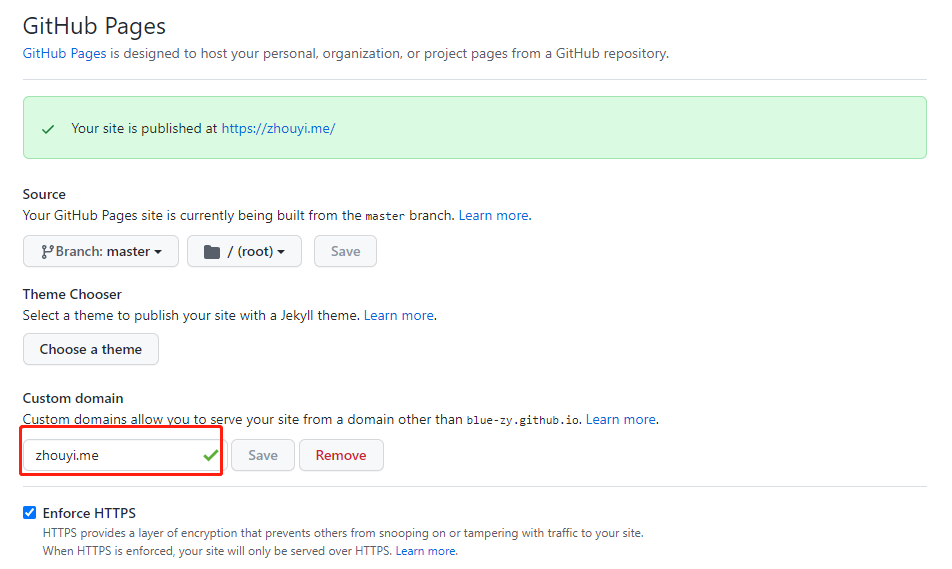 GitHub Pages
GitHub Pages is designed to host your personal, organization, or project pages from a GitHub repository.
Your site is published at https://zhouyi.me/
Source
Your GitHub Pages site is currently being built from the master branch. Learn more.
Branch: master / (root) Save
Theme Chooser
Select a theme to publish your site with a Jekyll theme. Learn more.
Choose a theme
Custom domain
Custom domains allow you to serve your site from a domain other than blue-zy.github.io. Learn more.
zhouyi.me Save Remove
Enforce HTTPS
HTTPS provides a layer of encryption that prevents others from snooping on or tampering with traffic to your site.
When HTTPS is enforced, your site will only be served over HTTPS. Learn more.